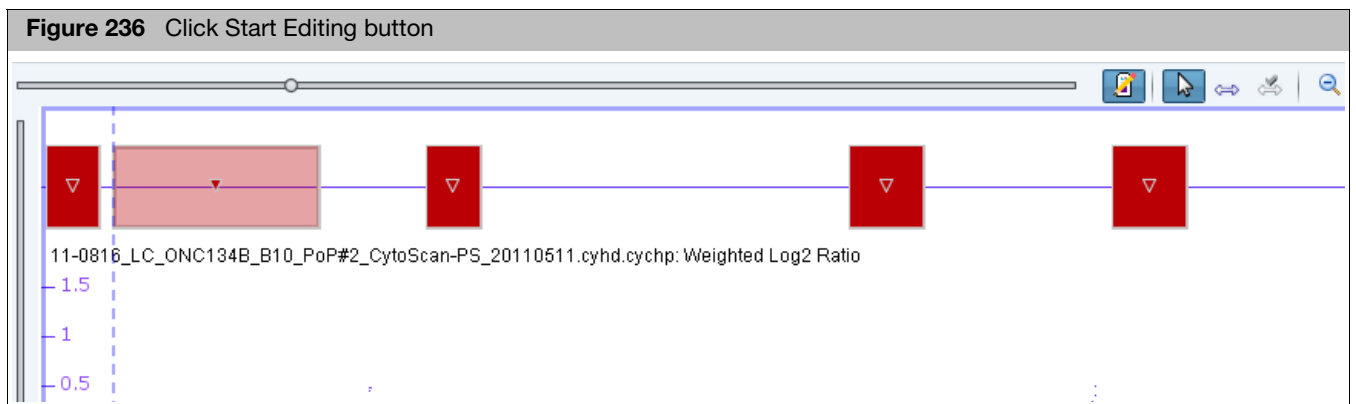 Figure 236 Click Start Editing button
11-0816_LC_ONC134B_B10_PoP#2_CytoScan-PS_20110511.cyhd.cychp: Weighted Log2 Ratio
1.5
1
0.5